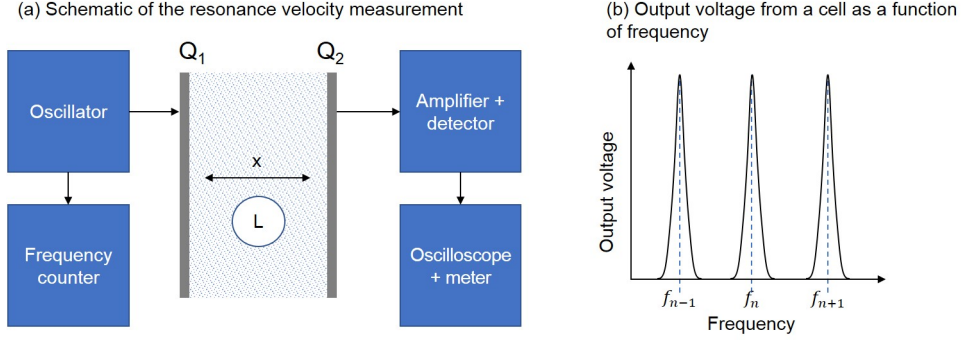 (a) Schematic of the resonance velocity measurement
Q₁
Q₂
Oscillator
Amplifier +
detector
x
L
Frequency
counter
Oscilloscope
+ meter
(b) Output voltage from a cell as a function
of frequency
Output voltage
fₙ₋₁
fₙ
fₙ₊₁
Frequency